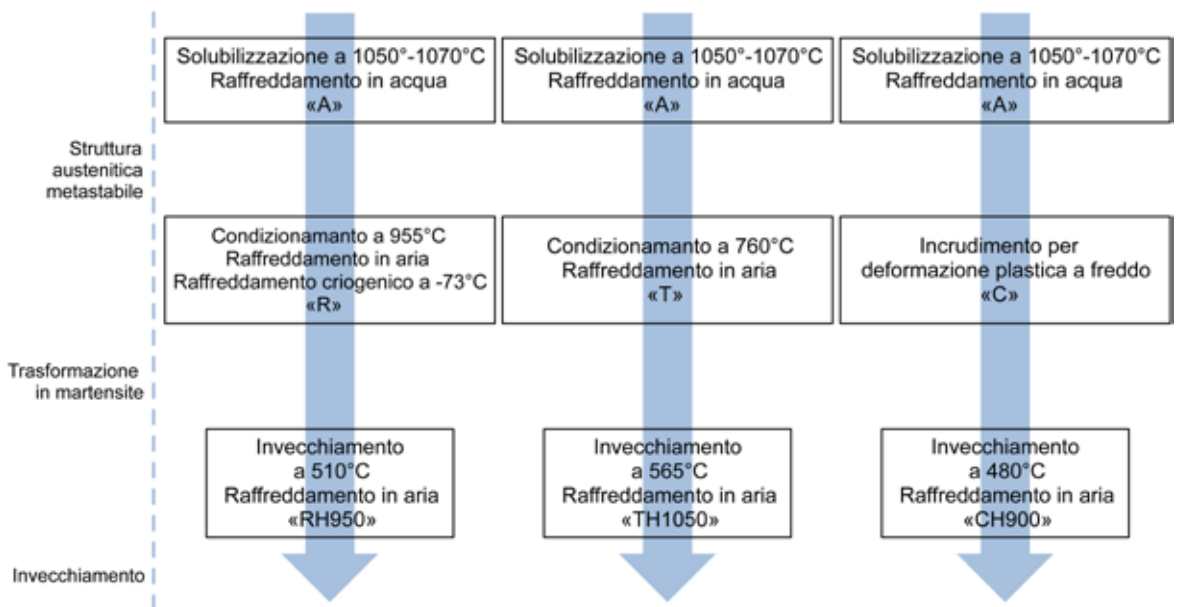 Solubilizzazione a 1050°-1070°C
Raffreddamento in acqua
«A»
Solubilizzazione a 1050°-1070°C
Raffreddamento in acqua
«A»
Solubilizzazione a 1050°-1070°C
Raffreddamento in acqua
«A»
Struttura
austenitica
metastabile
Condizionamanto a 955°C
Raffreddamento in aria
Raffreddamento criogenico a -73°C
«R»
Condizionamanto a 760°C
Raffreddamento in aria
«T»
Incrudimento per
deformazione plastica a freddo
«C»
Trasformazione
in martensite
Invecchiamento
a 510°C
Raffreddamento in aria
«RH950»
Invecchiamento
a 565°C
Raffreddamento in aria
«TH1050»
Invecchiamento
a 480°C
Raffreddamento in aria
«CH900»
Invecchiamento